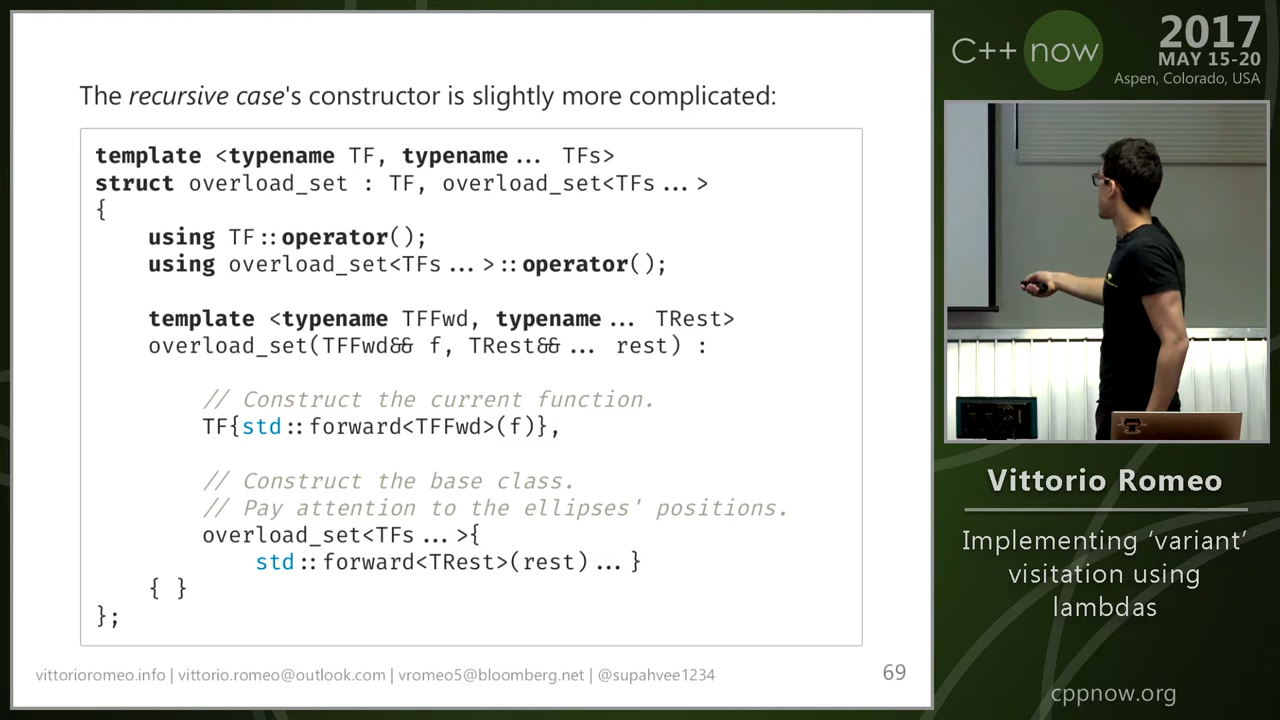 The recursive case's constructor is slightly more complicated:
template <typename TF, typename... TFs>
struct overload_set : TF, overload_set<TFs...>
{
using TF::operator();
using overload_set<TFs...>::operator();
template <typename TFFwd, typename... TRest>
overload_set(TFFwd&& f, TRest&&... rest) :
// Construct the current function.
TF{std::forward<TFFwd>(f)},
// Construct the base class.
// Pay attention to the ellipses' positions.
overload_set<TFs...>{
std::forward<TRest>(rest)...}
{ }
};
vittorioromeo.info | vittorio.romeo@outlook.com | vromeo5@bloomberg.net | @supahvee1234
69
C++ now
2017
MAY 15-20
Aspen, Colorado, USA
Vittorio Romeo
Implementing ‘variant’
visitation using
lambdas
cppnow.org